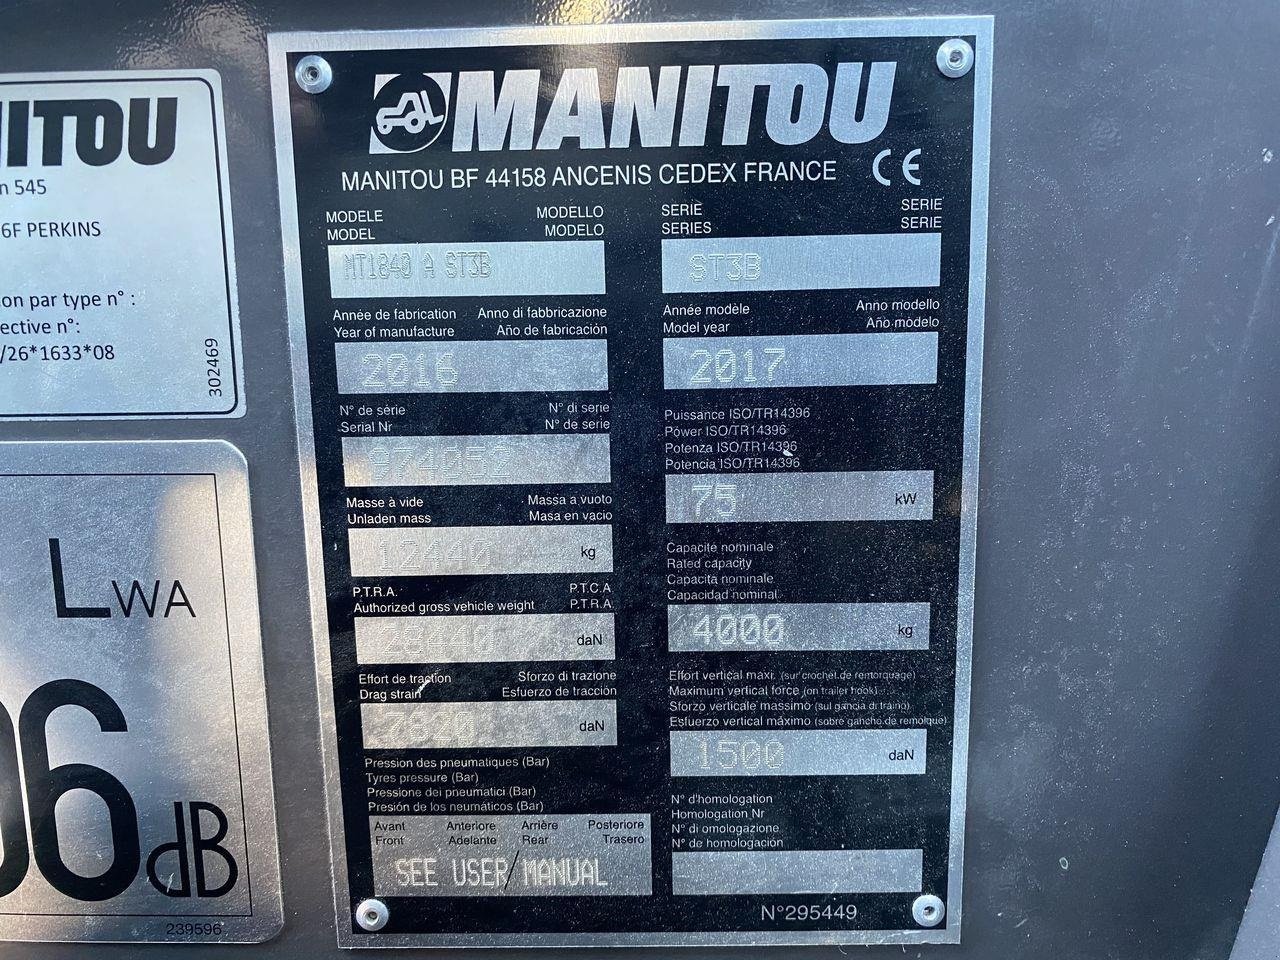 NITOU
n 545
6F PERKINS
on par type n° :
ective n°:
/26*1633*08
302469
LWA
06
dB
239596
MANITOU
MANITOU BF 44158 ANCENIS CEDEX FRANCE
CE
MODELE MODELLO
MODEL MODELO
MT1840 A ST3B
SERIE SERIE
SERIES SERIE
ST3B
Année de fabrication Anno di fabbricazione
Year of manufacture Año de fabricación
2016
Année modèle Anno modello
Model year Año modelo
2017
N° de série N° di serie
Serial Nr N° de serie
974052
Puissance ISO/TR14396
Power ISO/TR14396
Potenza ISO/TR14396
Potencia ISO/TR14396
75 kW
Masse à vide Massa a vuoto
Unladen mass Masa en vacio
12440 kg
Capacité nominale
Rated capacity
Capacità nominale
Capacidad nominal
4000 kg
P.T.R.A. P.T.C.A
Authorized gross vehicle weight P.T.R.A.
28440 daN
Effort de traction Sforzo di trazione
Drag strain Esfuerzo de tracción
7820 daN
Effort vertical maxi. (sur crochet de remorquage)
Maximum vertical force (on trailer hook)
Sforzo verticale massimo (sul gancia di traino)
Esfuerzo vertical máximo (sobre gancho de remolque)
1500 daN
Pression des pneumatiques (Bar)
Tyres pressure (Bar)
Pressione dei pneumatici (Bar)
Presión de los neumáticos (Bar)
Avant Anteriore Arrière Posteriore
Front Adelante Rear Trasero
SEE USER/MANUAL
N° d'homologation
Homologation Nr
N° di omologazione
N° de homologación
N°295449